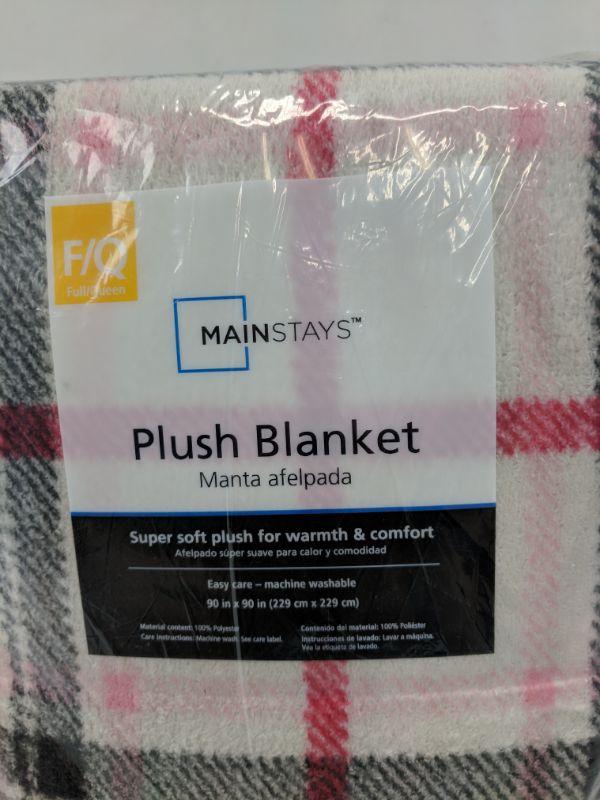 F/Q
Full/Queen
MAINSTAYS™
Plush Blanket
Manta afelpada
Super soft plush for warmth & comfort
Afelpado súper suave para calor y comodidad
Easy care – machine washable
90 in x 90 in (229 cm x 229 cm)
Material content: 100% Polyester
Care Instructions: Machine wash. See care label.
Contenido del material: 100% Poliéster
Instrucciones de lavado: Lavar a máquina.
Vea la etiqueta de lavado.